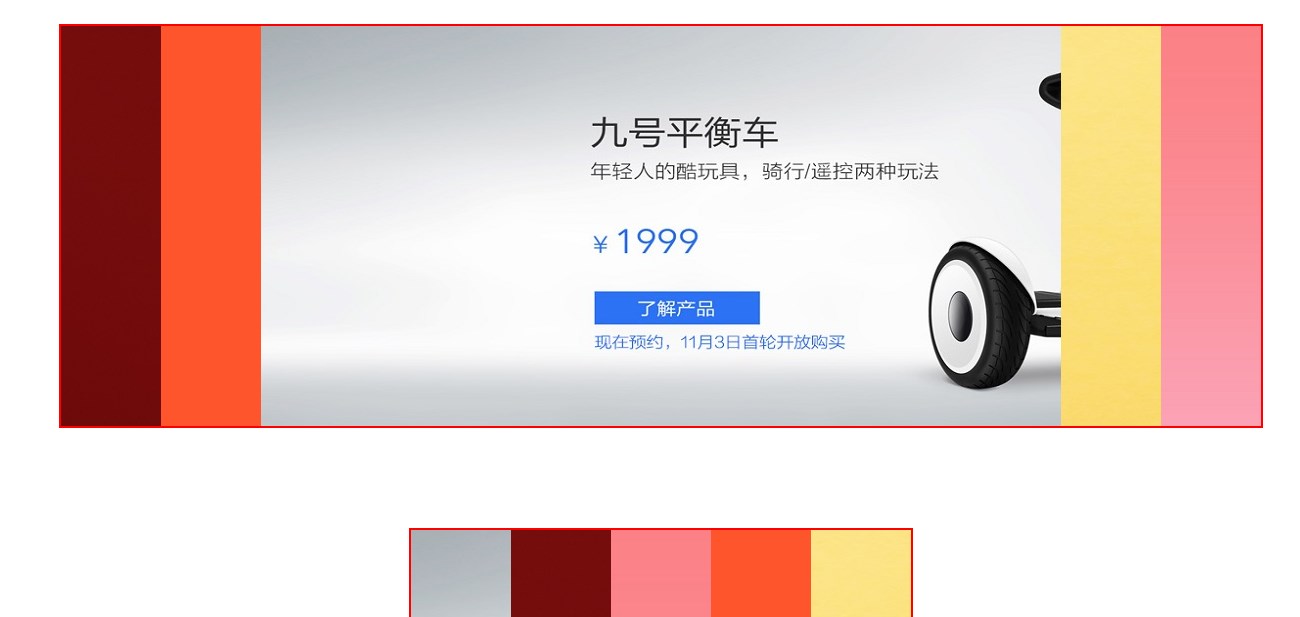 九号平衡车
年轻人的酷玩具，骑行/遥控两种玩法
¥ 1999
了解产品
现在预约，11月3日首轮开放购买